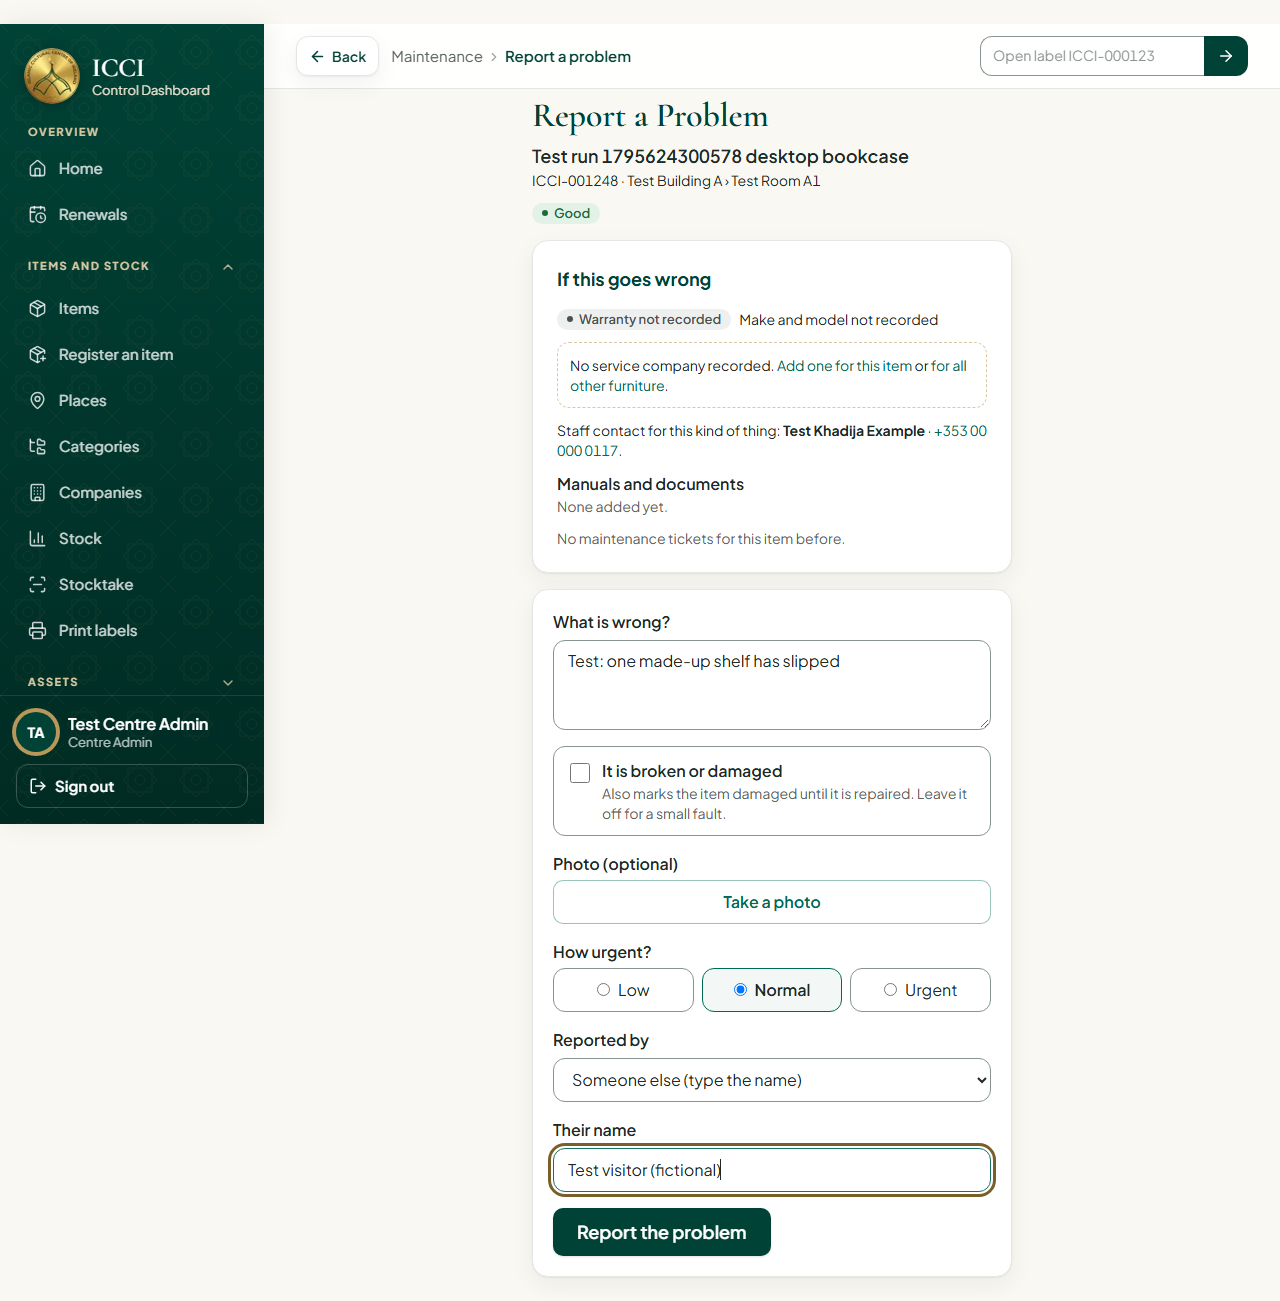 ICCI
Control Dashboard
OVERVIEW
Home
Renewals
ITEMS AND STOCK
Items
Register an item
Places
Categories
Companies
Stock
Stocktake
Print labels
ASSETS
TA
Test Centre Admin
Centre Admin
Sign out
Back
Maintenance › Report a problem
Open label ICCI-000123
Report a Problem
Test run 1795624300578 desktop bookcase
ICCI-001248 · Test Building A › Test Room A1
Good
If this goes wrong
Warranty not recorded Make and model not recorded
No service company recorded. Add one for this item or for all
other furniture.
Staff contact for this kind of thing: Test Khadija Example · +353 00
000 0117.
Manuals and documents
None added yet.
No maintenance tickets for this item before.
What is wrong?
Test: one made-up shelf has slipped
It is broken or damaged
Also marks the item damaged until it is repaired. Leave it
off for a small fault.
Photo (optional)
Take a photo
How urgent?
Low
Normal
Urgent
Reported by
Someone else (type the name)
Their name
Test visitor (fictional)
Report the problem